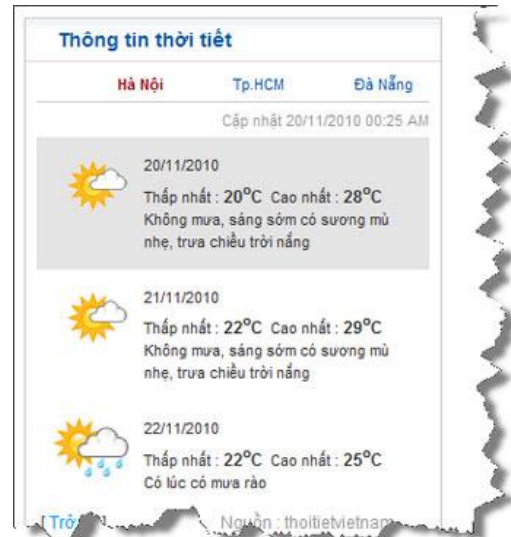 Thông tin thời tiết
Hà Nội Tp.HCM Đà Nẵng
Cập nhật 20/11/2010 00:25 AM
20/11/2010
Thấp nhất : 20°C Cao nhất : 28°C
Không mưa, sáng sớm có sương mù
nhẹ, trưa chiều trời nắng
21/11/2010
Thấp nhất : 22°C Cao nhất : 29°C
Không mưa, sáng sớm có sương mù
nhẹ, trưa chiều trời nắng
22/11/2010
Thấp nhất : 22°C Cao nhất : 25°C
Có lúc có mưa rào
[ Trở Nguồn : thoitietvietnam